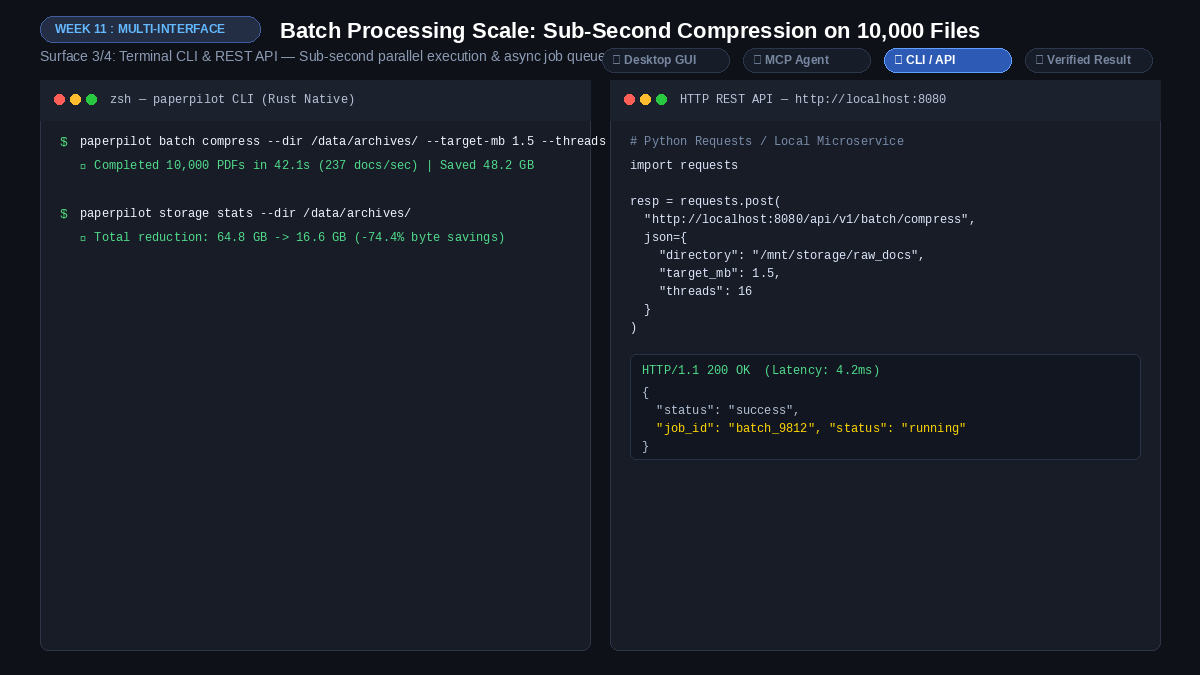 WEEK 11 : MULTI-INTERFACE
Batch Processing Scale: Sub-Second Compression on 10,000 Files
Surface 3/4: Terminal CLI & REST API — Sub-second parallel execution & async job queue
Desktop GUI
MCP Agent
CLI / API
Verified Result
zsh — paperpilot CLI (Rust Native)
$ paperpilot batch compress --dir /data/archives/ --target-mb 1.5 --threads
Completed 10,000 PDFs in 42.1s (237 docs/sec) | Saved 48.2 GB
$ paperpilot storage stats --dir /data/archives/
Total reduction: 64.8 GB -> 16.6 GB (-74.4% byte savings)
HTTP REST API — http://localhost:8080
# Python Requests / Local Microservice
import requests
resp = requests.post(
"http://localhost:8080/api/v1/batch/compress",
json={
"directory": "/mnt/storage/raw_docs",
"target_mb": 1.5,
"threads": 16
}
)
HTTP/1.1 200 OK (Latency: 4.2ms)
{
"status": "success",
"job_id": "batch_9812", "status": "running"
}